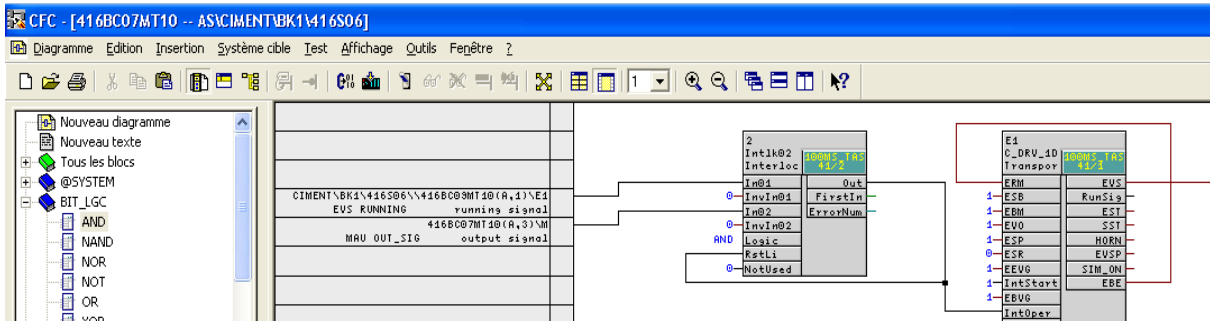 CFC - [416BC07MT10 -- AS\CIMENT\BK1\416S06]
Diagramme Edition Insertion Système cible Test Affichage Outils Fenêtre ?
1
Nouveau diagramme
Nouveau texte
Tous les blocs
@SYSTEM
BIT_LGC
AND
NAND
NOR
NOT
OR
XOR
CIMENT\BK1\416S06\\416BC09MT10(A,1)\E1
EVS RUNNING running signal
416BC07MT10(A,3)\M
MAU OUT_SIG output signal
2
Intlk02
Interloc
100MS_TAS
41/2
In01 Out
0 InvIn01 FirstIn
In02 ErrorNum
0 InvIn02
AND Logic
RstLi
0 NotUsed
E1
C_DRV_1D
Transpor
100MS_TAS
41/3
ERM EVS
1 ESB RunSig
1 EBM EST
1 EVO SST
1 ESP HORN
0 ESR EVSP
1 EEVG SIM_ON
1 IntStart EBE
1 EBVG
IntOper